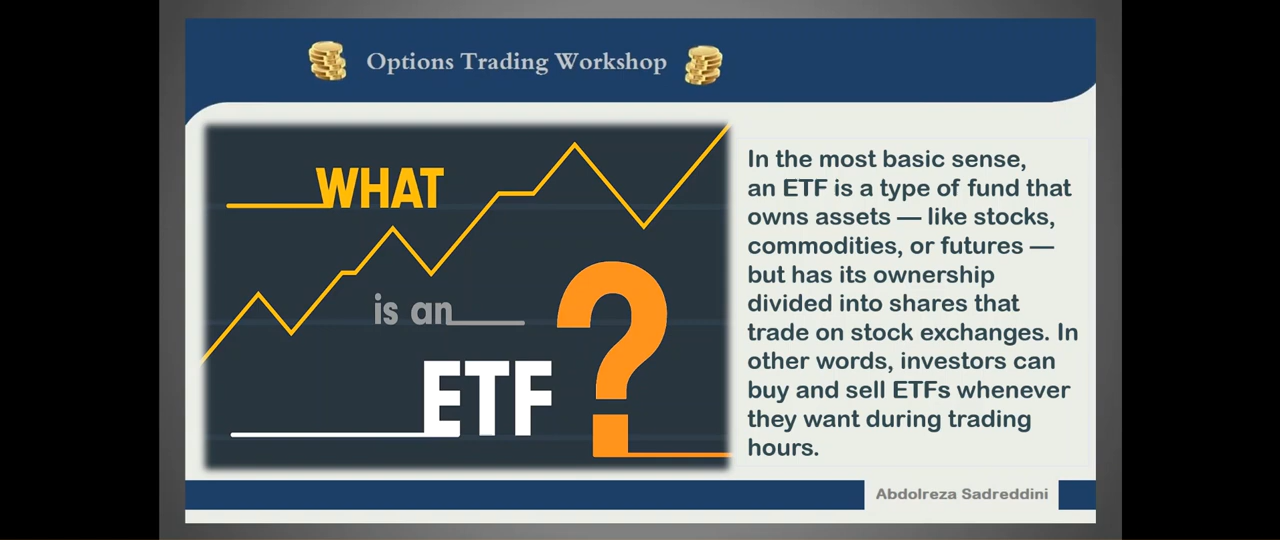 Options Trading Workshop
WHAT
is an
ETF
?
In the most basic sense,
an ETF is a type of fund that
owns assets — like stocks,
commodities, or futures —
but has its ownership
divided into shares that
trade on stock exchanges. In
other words, investors can
buy and sell ETFs whenever
they want during trading
hours.
Abdolreza Sadreddini